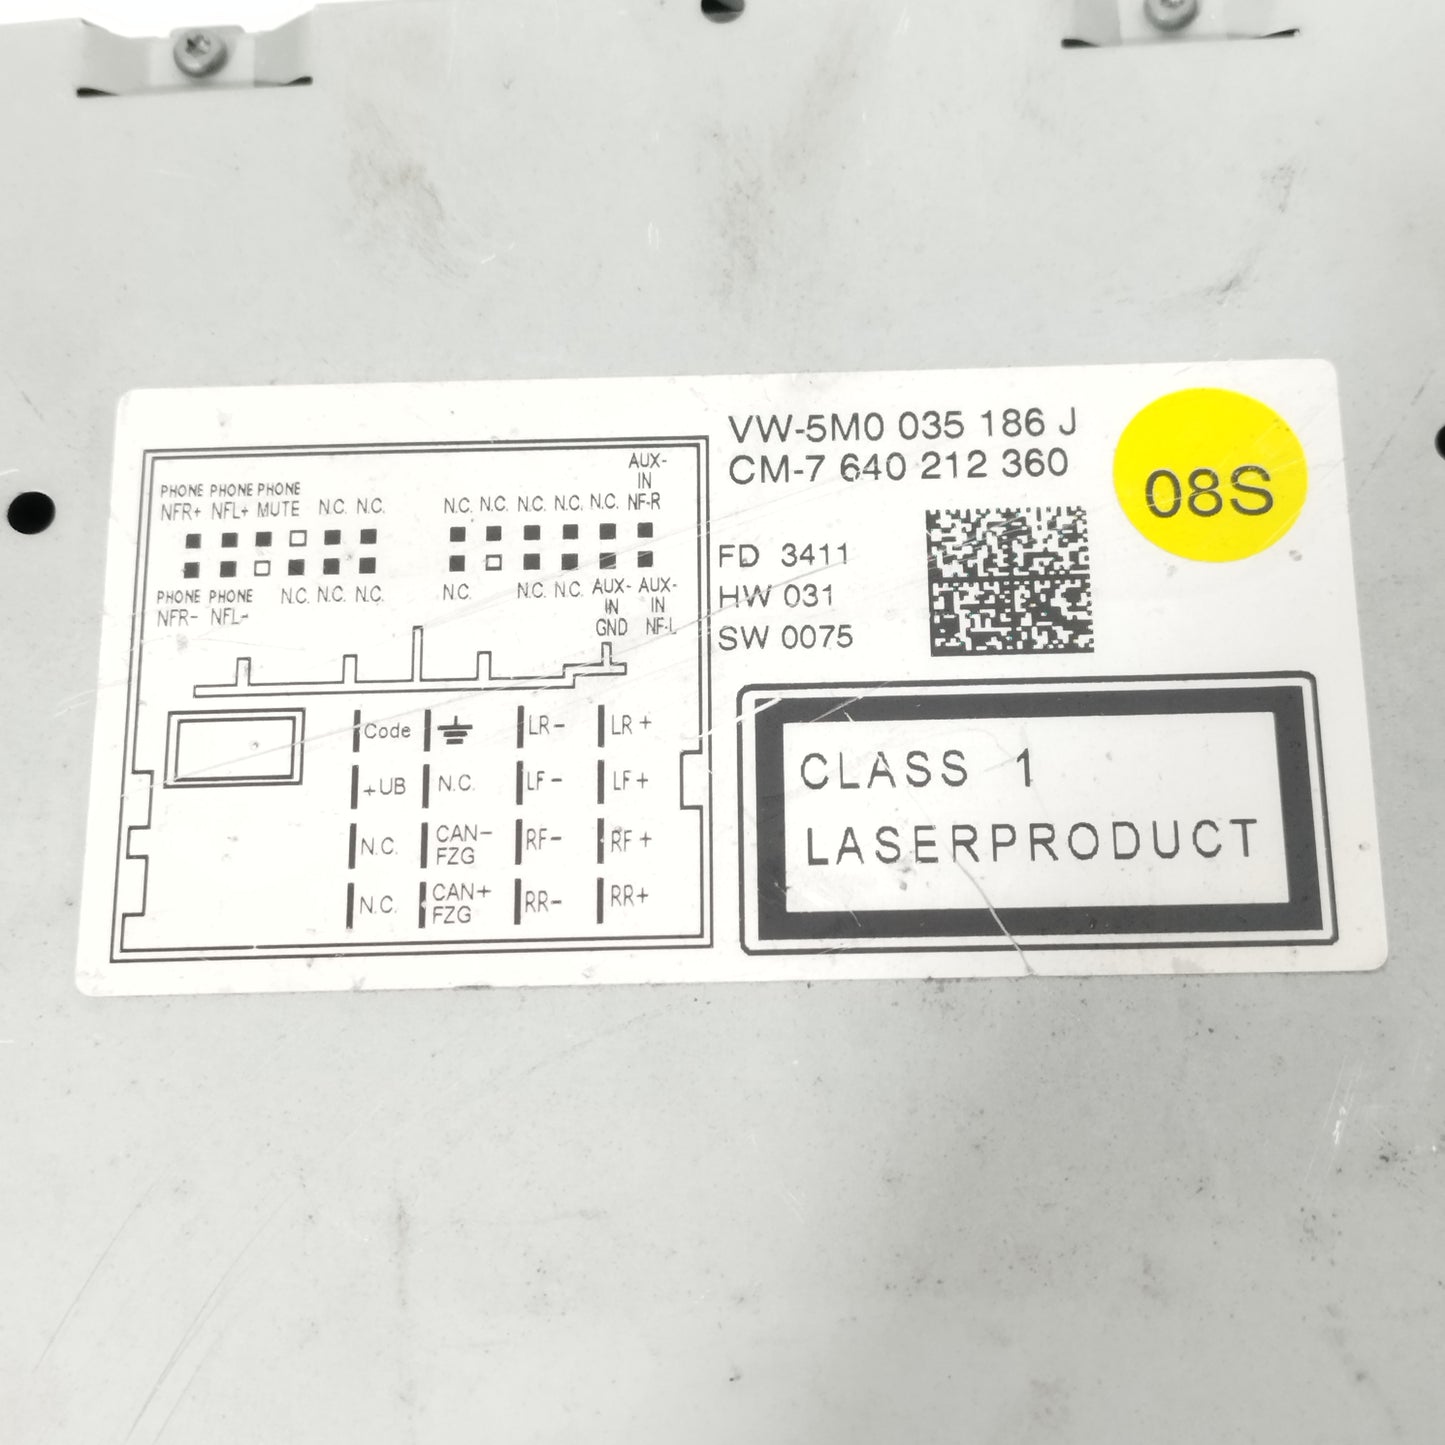 VW-5M0 035 186 J
CM-7 640 212 360
08S
FD 3411
HW 031
SW 0075
CLASS 1
LASERPRODUCT
AUX-
PHONE PHONE PHONE IN
NFR+ NFL+ MUTE N.C. N.C. N.C. N.C. N.C. N.C. N.C. NF-R
PHONE PHONE N.C. N.C. N.C. N.C. N.C. N.C. AUX- AUX-
NFR- NFL- IN IN
GND NF-L
Code LR- LR+
+UB N.C. LF- LF+
N.C. CAN- RF- RF+
FZG
N.C. CAN+ RR- RR+
FZG